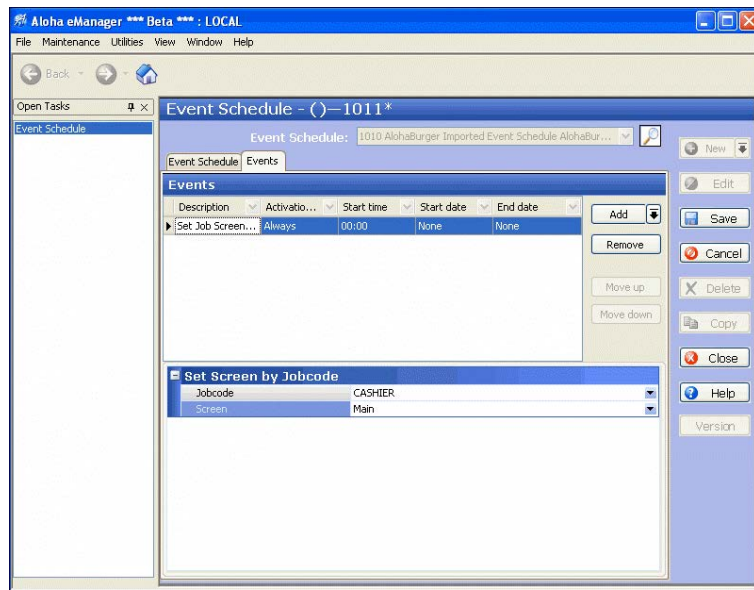 Aloha eManager *** Beta *** : LOCAL
File Maintenance Utilities View Window Help
Back
Open Tasks
Event Schedule
Event Schedule - ()—1011*
Event Schedule: 1010 AlohaBurger Imported Event Schedule AlohaBur...
Event Schedule Events
Events
Description Activatio... Start time Start date End date
Set Job Screen... Always 00:00 None None
Add
Remove
Move up
Move down
Set Screen by Jobcode
Jobcode CASHIER
Screen Main
New
Edit
Save
Cancel
Delete
Copy
Close
Help
Version